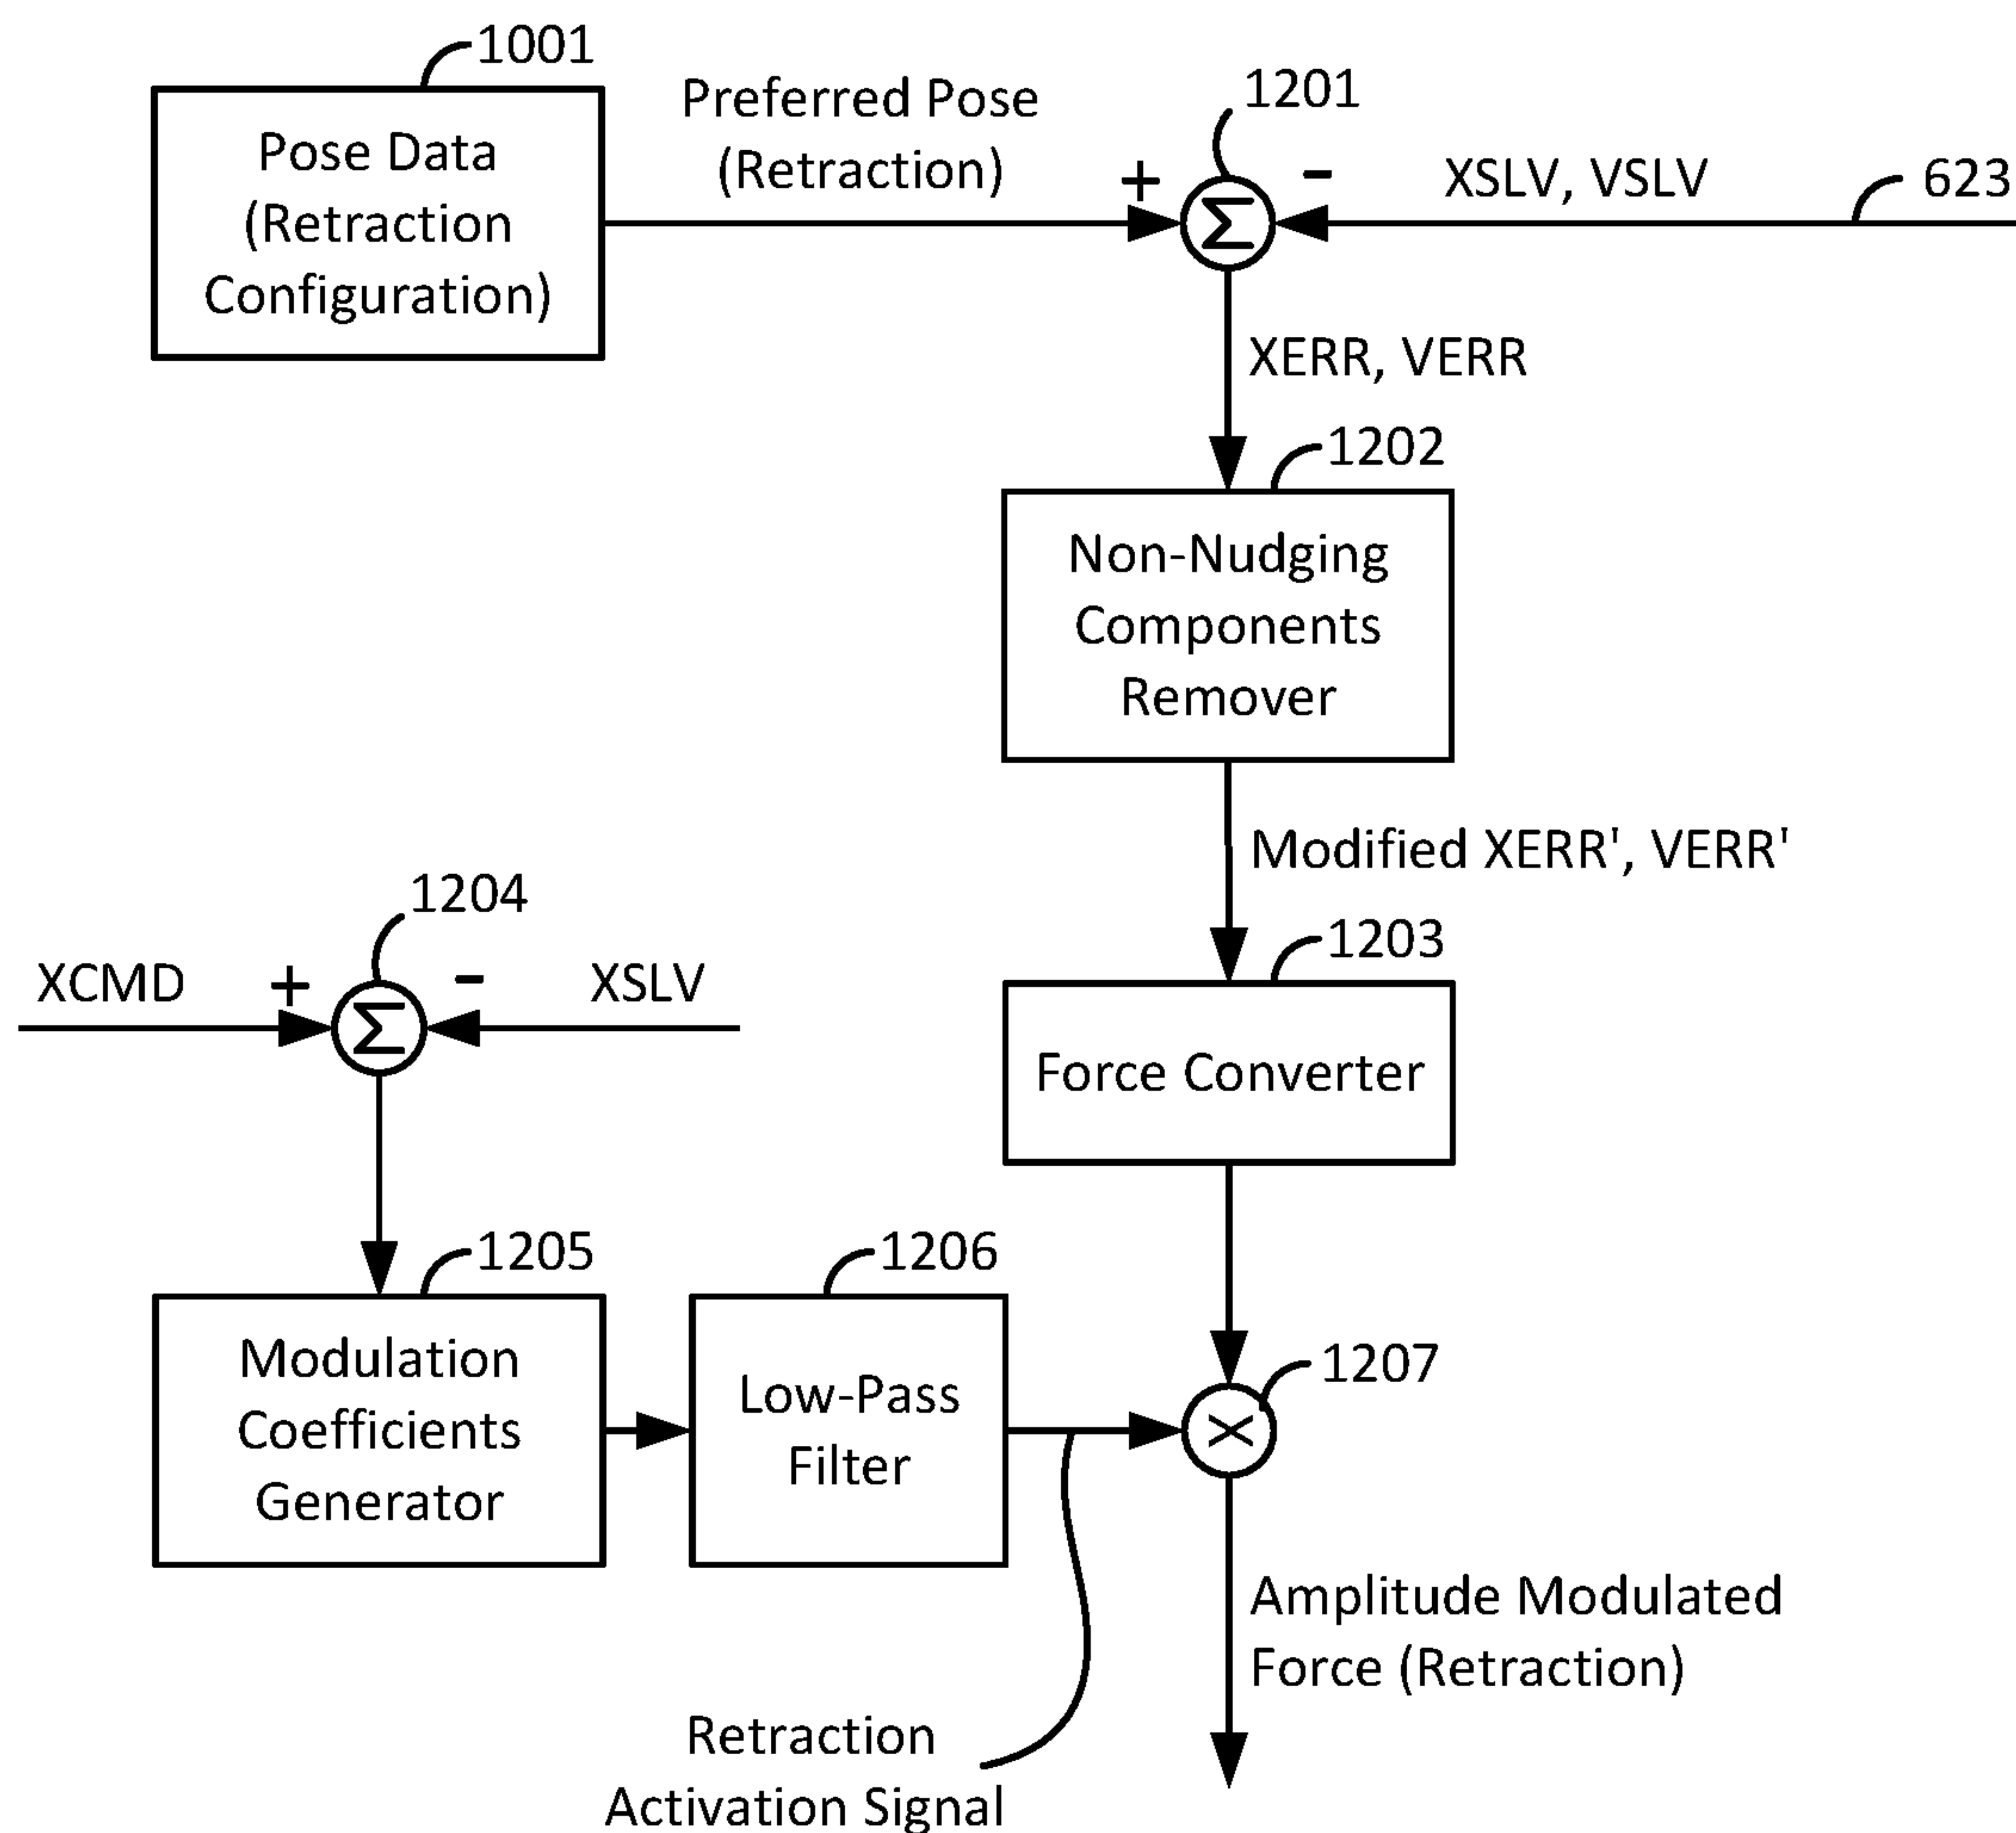 1001
Pose Data
(Retraction
Configuration)
Preferred Pose
(Retraction)
1201
+
-
XSLV, VSLV
623
Σ
XERR, VERR
1202
Non-Nudging
Components
Remover
Modified XERR', VERR'
1203
Force Converter
1204
XCMD
+
-
XSLV
Σ
1205
Modulation
Coefficients
Generator
1206
Low-Pass
Filter
1207
X
Retraction
Activation Signal
Amplitude Modulated
Force (Retraction)